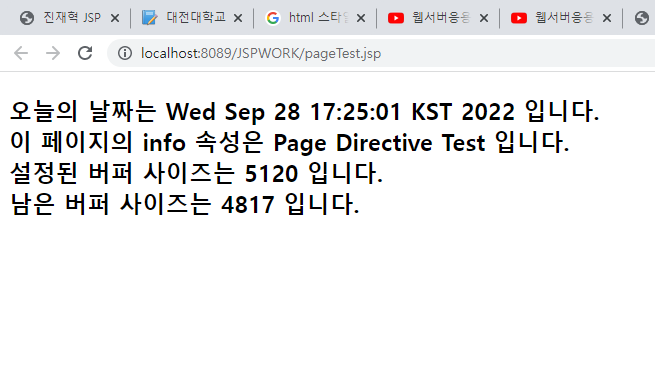 진재혁 JSP
대전대학교
html 스타일
웹서버응용
웹서버응용
localhost:8089/JSPWORK/pageTest.jsp
오늘의 날짜는 Wed Sep 28 17:25:01 KST 2022 입니다.
이 페이지의 info 속성은 Page Directive Test 입니다.
설정된 버퍼 사이즈는 5120 입니다.
남은 버퍼 사이즈는 4817 입니다.